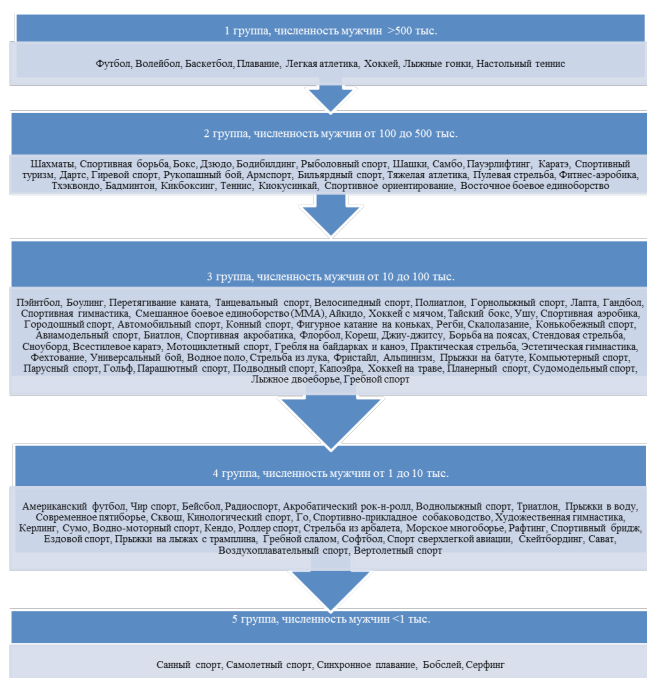 1 группа, численность мужчин >500 тыс.
Футбол, Волейбол, Баскетбол, Плавание, Легкая атлетика, Хоккей, Лыжные гонки, Настольный теннис
2 группа, численность мужчин от 100 до 500 тыс.
Шахматы, Спортивная борьба, Бокс, Дзюдо, Бодибилдинг, Рыболовный спорт, Шашки, Самбо, Пауэрлифтинг, Каратэ, Спортивный
туризм, Дартс, Гиревой спорт, Рукопашный бой, Армспорт, Бильярдный спорт, Тяжелая атлетика, Пулевая стрельба, Фитнес-аэробика,
Тхэквондо, Бадминтон, Кикбоксинг, Теннис, Киокусинкай, Спортивное ориентирование, Восточное боевое единоборство
3 группа, численность мужчин от 10 до 100 тыс.
Пэйнтбол, Боулинг, Перетягивание каната, Танцевальный спорт, Велосипедный спорт, Полиатлон, Горнолыжный спорт, Лапта, Гандбол,
Спортивная гимнастика, Смешанное боевое единоборство (ММА), Айкидо, Хоккей с мячом, Тайский бокс, Ушу, Спортивная аэробика,
Городошный спорт, Автомобильный спорт, Конный спорт, Фигурное катание на коньках, Регби, Скалолазание, Конькобежный спорт,
Авиамодельный спорт, Биатлон, Спортивная акробатика, Флорбол, Кореш, Джиу-джитсу, Борьба на поясах, Стендовая стрельба,
Сноуборд, Всестилевое каратэ, Мотоциклетный спорт, Гребля на байдарках и каноэ, Практическая стрельба, Эстетическая гимнастика,
Фехтование, Универсальный бой, Водное поло, Стрельба из лука, Фристайл, Альпинизм, Прыжки на батуте, Компьютерный спорт,
Парусный спорт, Гольф, Парашютный спорт, Подводный спорт, Капоэйра, Хоккей на траве, Планерный спорт, Судомодельный спорт,
Лыжное двоеборье, Гребной спорт
4 группа, численность мужчин от 1 до 10 тыс.
Американский футбол, Чир спорт, Бейсбол, Радиоспорт, Акробатический рок-н-ролл, Воднолыжный спорт, Триатлон, Прыжки в воду,
Современное пятиборье, Сквош, Кинологический спорт, Го, Спортивно-прикладное собаководство, Художественная гимнастика,
Керлинг, Сумо, Водно-моторный спорт, Кендо, Роллер спорт, Стрельба из арбалета, Морское многоборье, Рафтинг, Спортивный бридж,
Ездовой спорт, Прыжки на лыжах с трамплина, Гребной слалом, Софтбол, Спорт сверхлегкой авиации, Скейтбординг, Сават,
Воздухоплавательный спорт, Вертолетный спорт
5 группа, численность мужчин <1 тыс.
Санный спорт, Самолетный спорт, Синхронное плавание, Бобслей, Серфинг